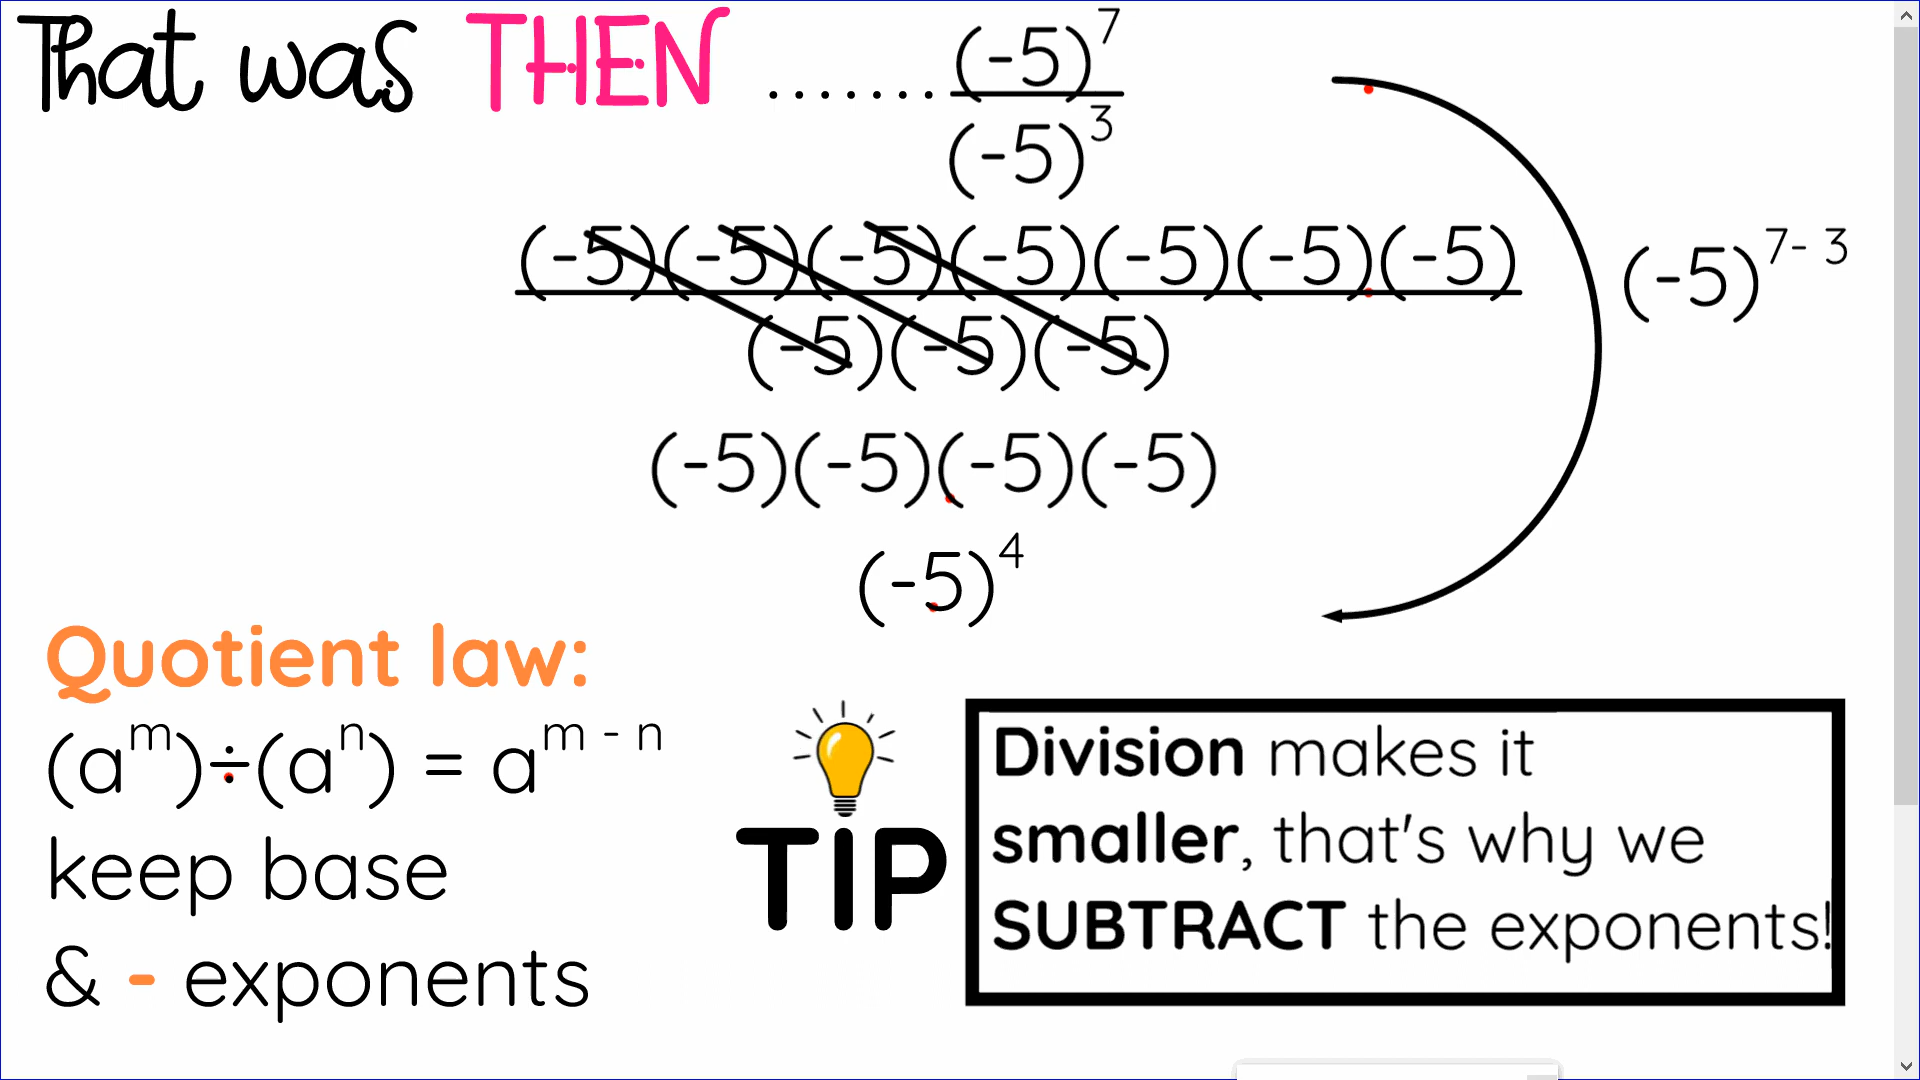 That was THEN ....... (-5)^7
(-5)^3
(-5)(-5)(-5)(-5)(-5)(-5)(-5)
(-5)^7-3
(-5)(-5)(-5)
(-5)(-5)(-5)(-5)
(-5)^4
Quotient law:
(a^m)÷(a^n) = a^m - n
keep base
& - exponents
TIP
Division makes it
smaller, that's why we
SUBTRACT the exponents!